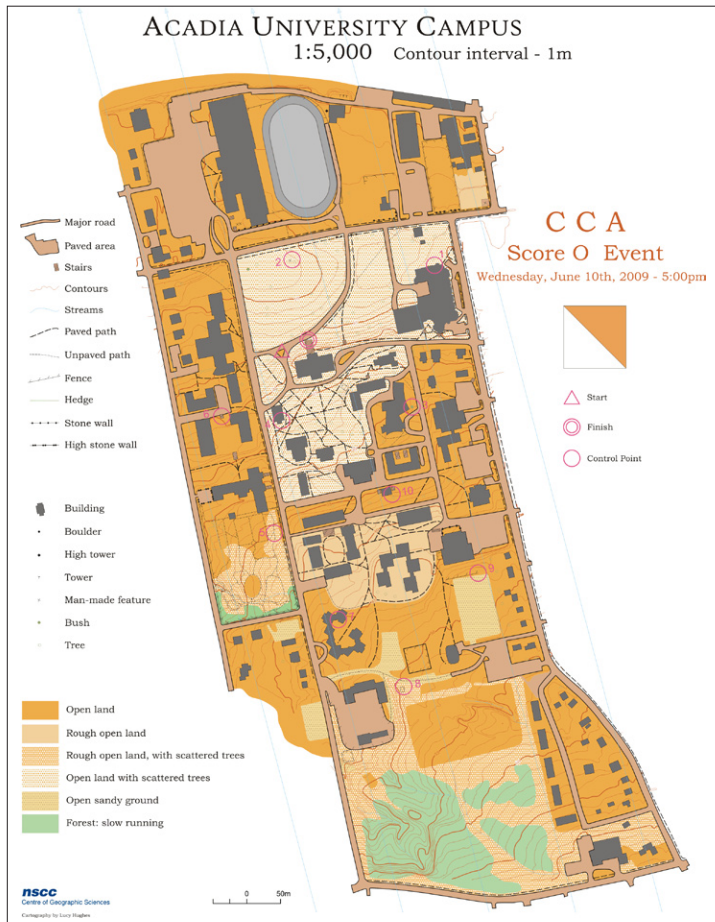 ACADIA UNIVERSITY CAMPUS
1:5,000 Contour interval - 1m
CCA
Score O Event
Wednesday, June 10th, 2009 - 5:00pm
Start
Finish
Control Point
Major road
Paved area
Stairs
Contours
Streams
Paved path
Unpaved path
Fence
Hedge
Stone wall
High stone wall
Building
Boulder
High tower
Tower
Man-made feature
Bush
Tree
Open land
Rough open land
Rough open land, with scattered trees
Open land with scattered trees
Open sandy ground
Forest: slow running
2
1
6
3
10
5
9
8
nscc
Centre of Geographic Sciences
Cartography by Lucy Hughes
0 50m